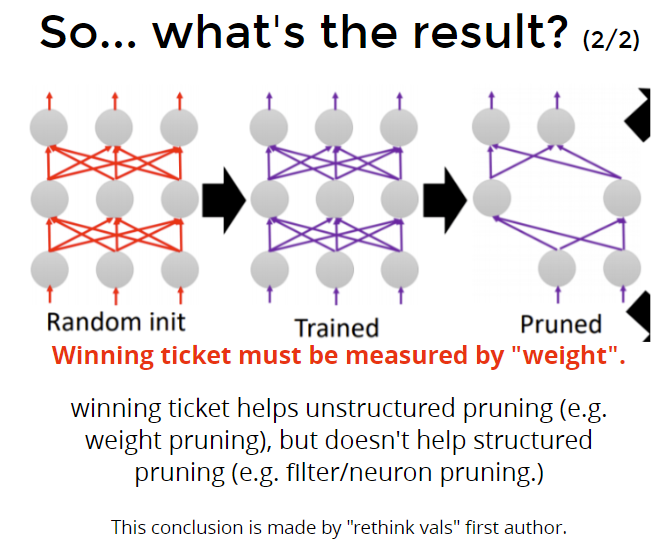 So... what's the result? (2/2)
Random init
Trained
Pruned
Winning ticket must be measured by "weight".
winning ticket helps unstructured pruning (e.g.
weight pruning), but doesn't help structured
pruning (e.g. filter/neuron pruning.)
This conclusion is made by "rethink vals" first author.